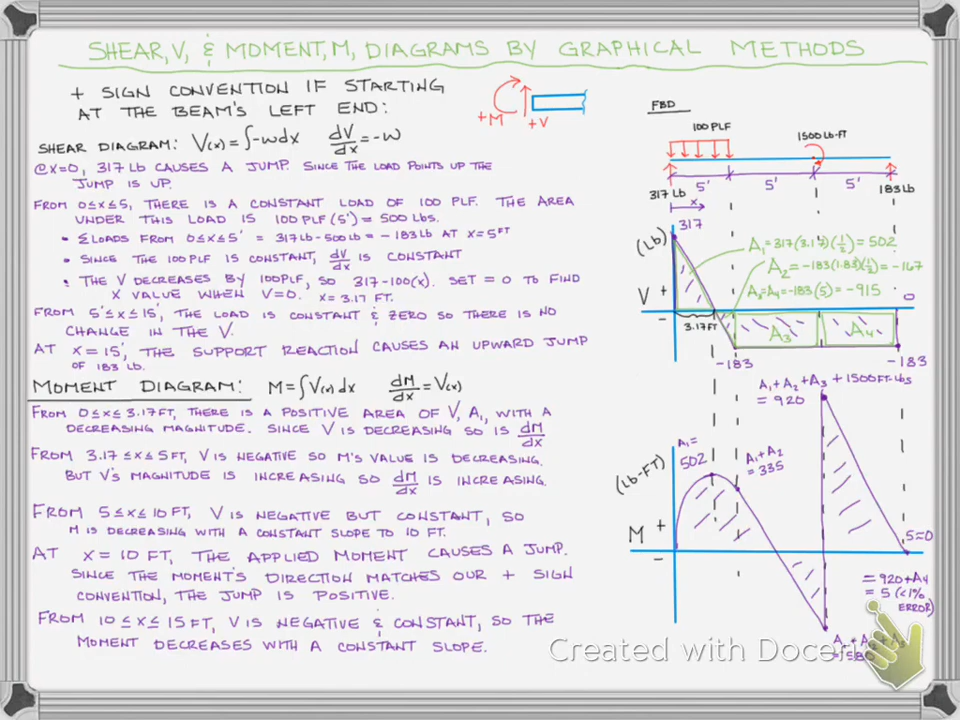 SHEAR, V, & MOMENT, M, DIAGRAMS BY GRAPHICAL METHODS
+ SIGN CONVENTION IF STARTING
AT THE BEAM'S LEFT END:
+M
+V
SHEAR DIAGRAM: V(x) = ∫-wdx dV/dx = -w
@x=0, 317 Lb CAUSES A JUMP. SINCE THE LOAD POINTS UP THE
JUMP IS UP.
FROM 0≤x≤5, THERE IS A CONSTANT LOAD OF 100 PLF. THE AREA
UNDER THIS LOAD IS 100 PLF(5') = 500 LBS.
• ΣLOADS FROM 0≤x≤5' = 317Lb-500Lb = -183Lb AT x=5FT
• SINCE THE 100PLF IS CONSTANT, dV/dx IS CONSTANT
• THE V DECREASES BY 100PLF, SO 317-100(x). SET = 0 TO FIND
X VALUE WHEN V=0. x= 3.17 FT.
FROM 5'≤x≤15', THE LOAD IS CONSTANT & ZERO SO THERE IS NO
CHANGE IN THE V.
AT x=15', THE SUPPORT REACTION CAUSES AN UPWARD JUMP
OF 183 LB.
MOMENT DIAGRAM: M = ∫V(x) dx dM/dx = V(x)
FROM 0≤x≤3.17FT, THERE IS A POSITIVE AREA OF V, A1, WITH A
DECREASING MAGNITUDE. SINCE V IS DECREASING SO IS dM/dx
FROM 3.17≤x≤5FT, V IS NEGATIVE SO M'S VALUE IS DECREASING.
BUT V'S MAGNITUDE IS INCREASING SO dM/dx IS INCREASING.
FROM 5≤x≤10FT, V IS NEGATIVE BUT CONSTANT, SO
M IS DECREASING WITH A CONSTANT SLOPE TO 10 FT.
AT x=10 FT, THE APPLIED MOMENT CAUSES A JUMP.
SINCE THE MOMENT'S DIRECTION MATCHES OUR + SIGN
CONVENTION, THE JUMP IS POSITIVE.
FROM 10≤x≤15FT, V IS NEGATIVE & CONSTANT, SO THE
MOMENT DECREASES WITH A CONSTANT SLOPE.
FBD
100 PLF
1500 Lb-FT
5' 5' 5'
317 Lb
183 Lb
x
(Lb)
317
A1=317(3.17)(1/2)=502
A2=-183(1.83)(1/2)=-167
A3=A4=-183(5)=-915
V
+
-
0
3.17FT
A3
A4
-183
-183
A1+A2+A3+1500FT-LBS
= 920
A1=
502
A1+A2
=335
(Lb-FT)
M
+
-
5≈0
=920+A4
=5 (<1%
ERROR)
Created with Doceri